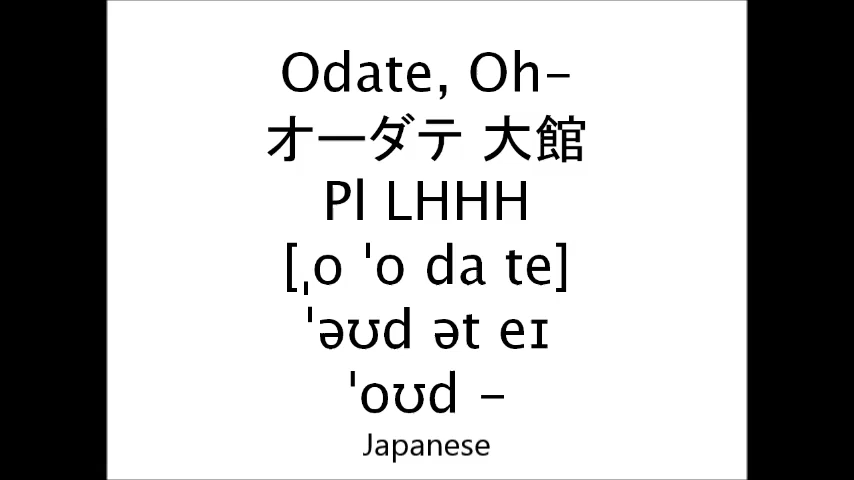 Odate, Oh-
オーダテ 大館
Pl LHHH
[ˌo ˈo da te]
ˈəʊd ət eɪ
ˈoʊd –
Japanese